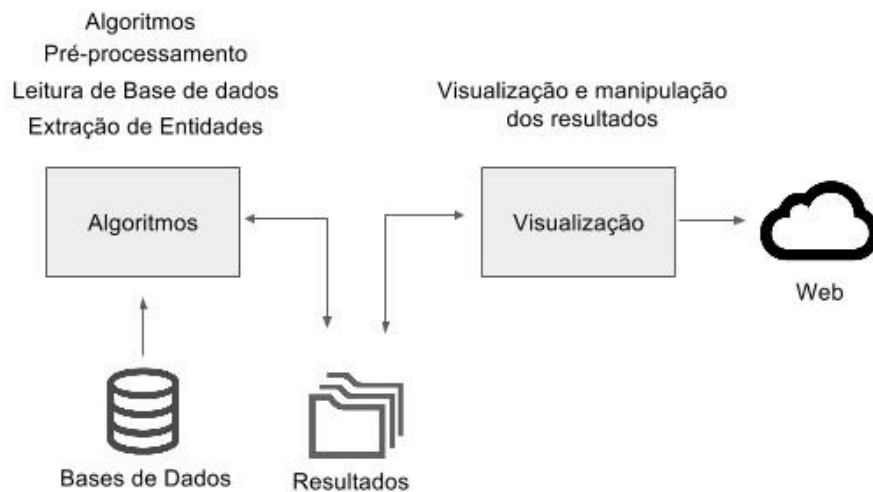 Algoritmos
Pré-processamento
Leitura de Base de dados
Extração de Entidades
Visualização e manipulação
dos resultados
Algoritmos
Visualização
Web
Bases de Dados
Resultados